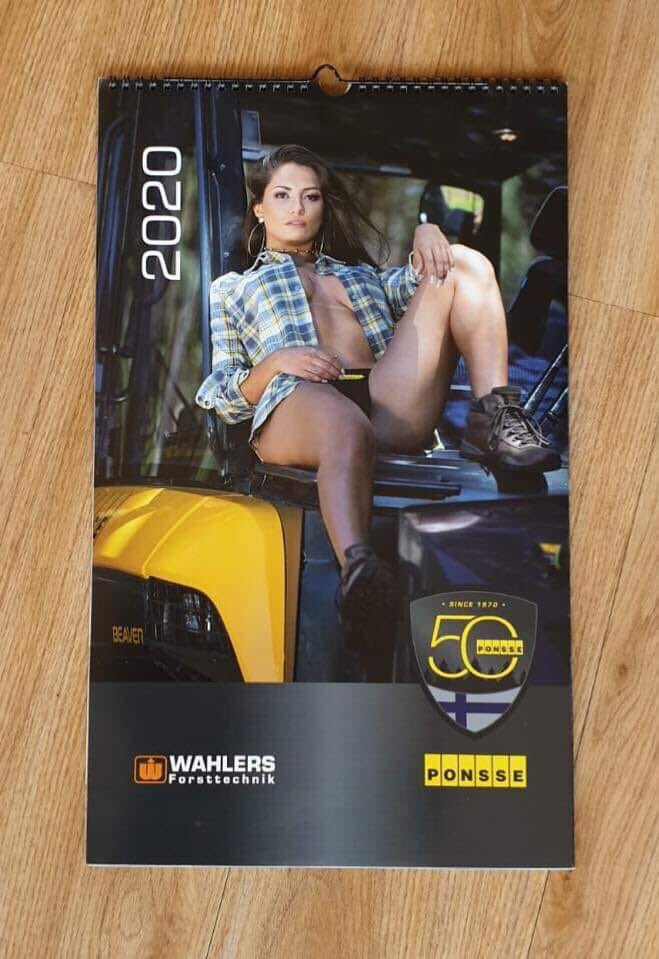 2020
BEAVER
· SINCE 1970 ·
50
PONSSE
WAHLERS
Forsttechnik
PONSSE